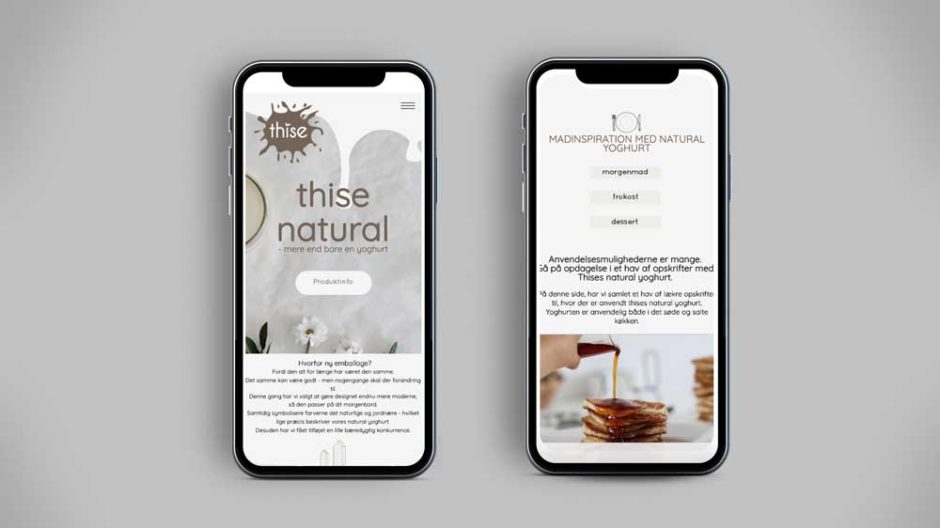 thise
thise
natural
- mere end bare en yoghurt
Produktinfo
Hvorfor ny emballage?
Fordi den alt for længe har været den samme.
Det samme kan være godt - men nogengange skal der forandring
til
Denne gang har vi valgt at gøre designet endnu mere moderne,
så den passer på dit morgenbord.
Samtidig symbolisere farverne det naturlige og jordnære - hvilket
lige præcis beskriver vores natural yoghurt.
Desuden har vi fået tilføjet en lille bæredygtig konkurrence.
MADINSPIRATION MED NATURAL
YOGHURT
morgenmad
frokost
dessert
Anvendelsesmulighederne er mange.
Gå på opdagelse i et hav af opskrifter med
Thises natural yoghurt.
På denne side, har vi samlet et hav af lækre opskrifter
til, hvor der er anvendt thises natural yoghurt.
Yoghurten er anvendelig både i det søde og salte
køkken.